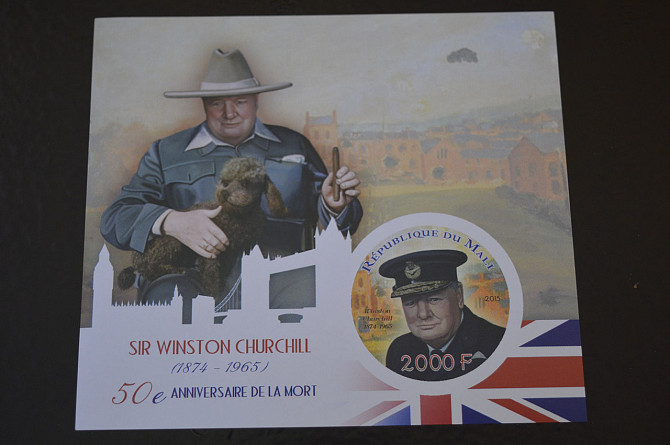 RÉPUBLIQUE DU MALI
2015
Winston
Churchill
1874-1965
2000 F
SIR WINSTON CHURCHILL
(1874 - 1965)
50e ANNIVERSAIRE DE LA MORT